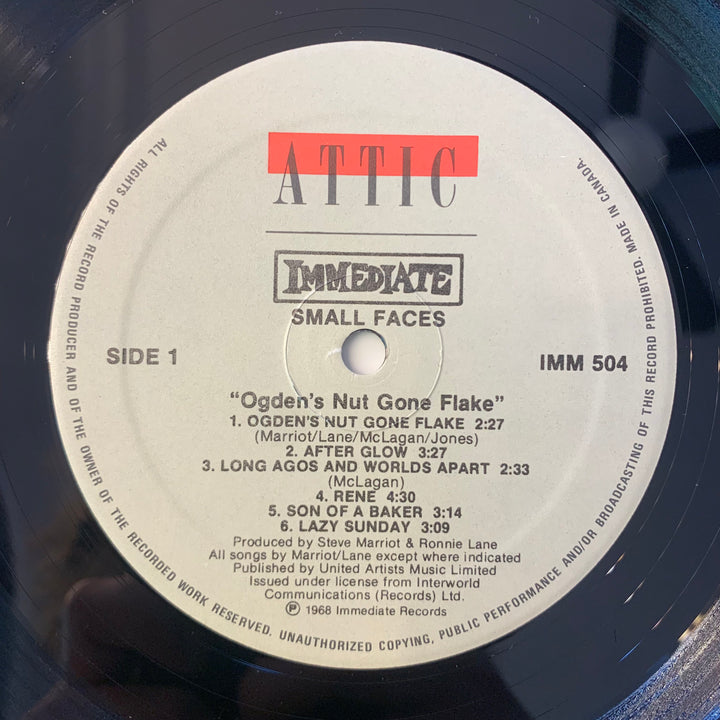 ATTIC
IMMEDIATE
SMALL FACES
SIDE 1
IMM 504
"Ogden's Nut Gone Flake"
1. OGDEN'S NUT GONE FLAKE 2:27
(Marriot/Lane/McLagan/Jones)
2. AFTER GLOW 3:27
3. LONG AGOS AND WORLDS APART 2:33
(McLagan)
4. RENE 4:30
5. SON OF A BAKER 3:14
6. LAZY SUNDAY 3:09
Produced by Steve Marriot & Ronnie Lane
All songs by Marriot/Lane except where indicated
Published by United Artists Music Limited
Issued under license from Interworld
Communications (Records) Ltd.
℗ 1968 Immediate Records
ALL RIGHTS OF THE RECORD PRODUCER AND OF THE OWNER OF THE RECORDED WORK RESERVED. UNAUTHORIZED COPYING, PUBLIC PERFORMANCE AND/OR BROADCASTING OF THIS RECORD PROHIBITED. MADE IN CANADA.